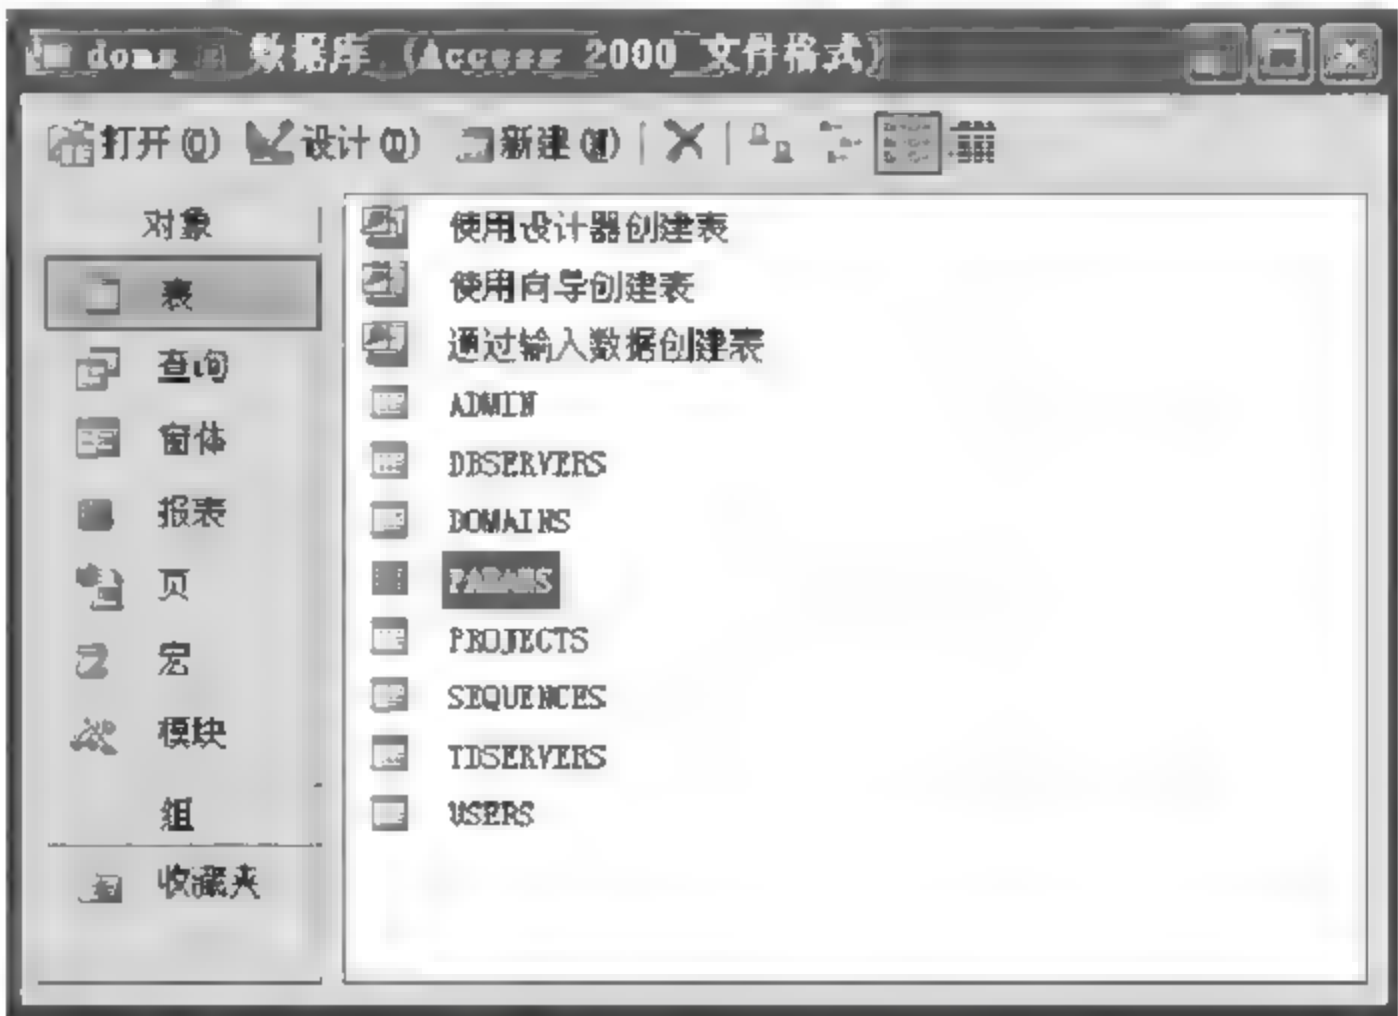 doms : 数据库 (Access 2000 文件格式)
打开(O) 设计(D) 新建(N)
对象
表
查询
窗体
报表
页
宏
模块
组
收藏夹
使用设计器创建表
使用向导创建表
通过输入数据创建表
ADMIN
DBSERVERS
DOMAINS
PARAMS
PROJECTS
SEQUENCES
TDSERVERS
USERS